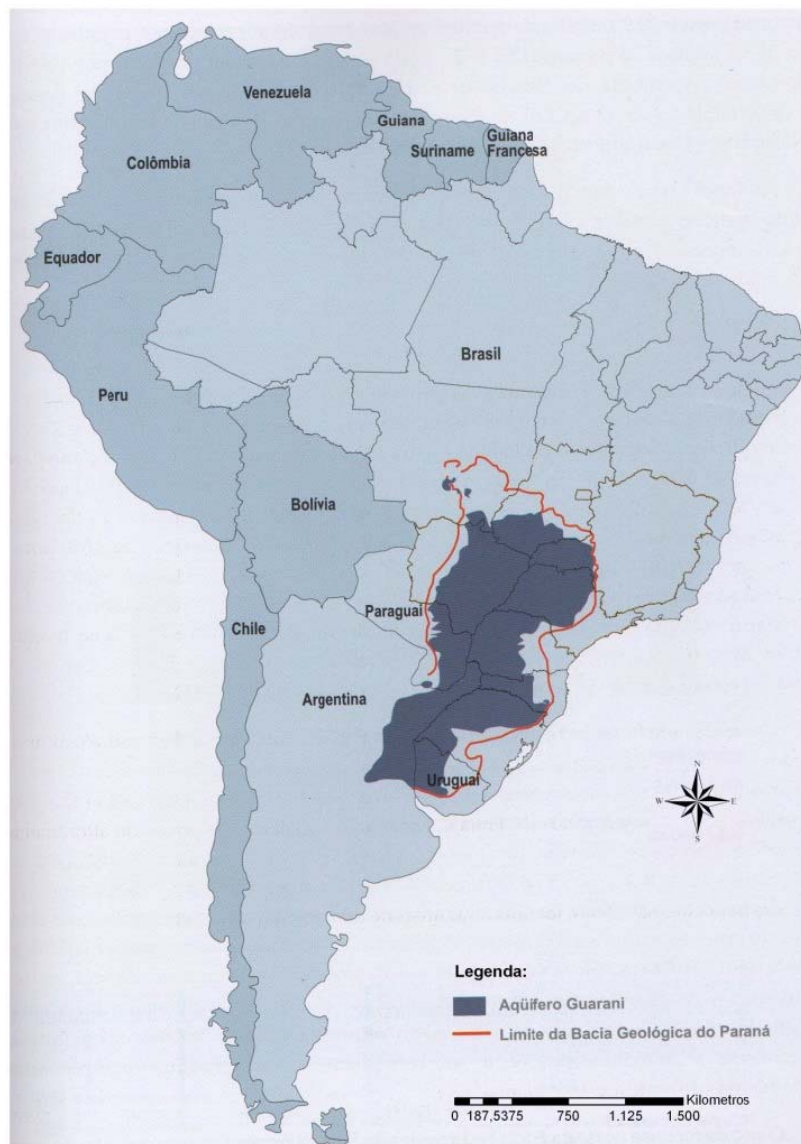 Venezuela
Guiana
Suriname
Guiana
Francesa
Colômbia
Equador
Brasil
Peru
Bolívia
Paraguai
Chile
Argentina
Uruguai
N
W E
S
Legenda:
Aqüífero Guarani
Limite da Bacia Geológica do Paraná
Kilometros
0 187,5375 750 1.125 1.500